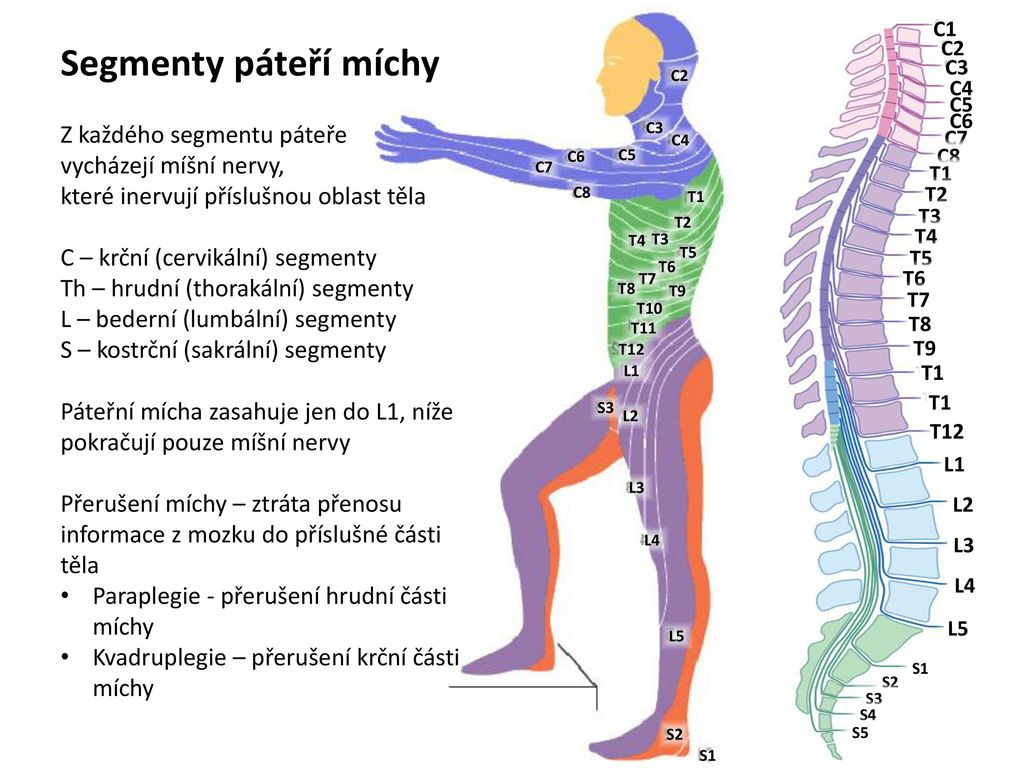 Segmenty páteří míchy
Z každého segmentu páteře
vycházejí míšní nervy,
které inervují příslušnou oblast těla
C – krční (cervikální) segmenty
Th – hrudní (thorakální) segmenty
L – bederní (lumbální) segmenty
S – kostrční (sakrální) segmenty
Páteřní mícha zasahuje jen do L1, níže
pokračují pouze míšní nervy
Přerušení míchy – ztráta přenosu
informace z mozku do příslušné části
těla
• Paraplegie - přerušení hrudní části
míchy
• Kvadruplegie – přerušení krční části
míchy
C2
C3
C4
C5
C6
C7
C8
T1
T2
T3
T4
T5
T6
T7
T8
T9
T10
T11
T12
L1
S3
L2
L3
L4
L5
S2
S1
C1
C2
C3
C4
C5
C6
C7
C8
T1
T2
T3
T4
T5
T6
T7
T8
T9
T1
T1
T12
L1
L2
L3
L4
L5
S1
S2
S3
S4
S5